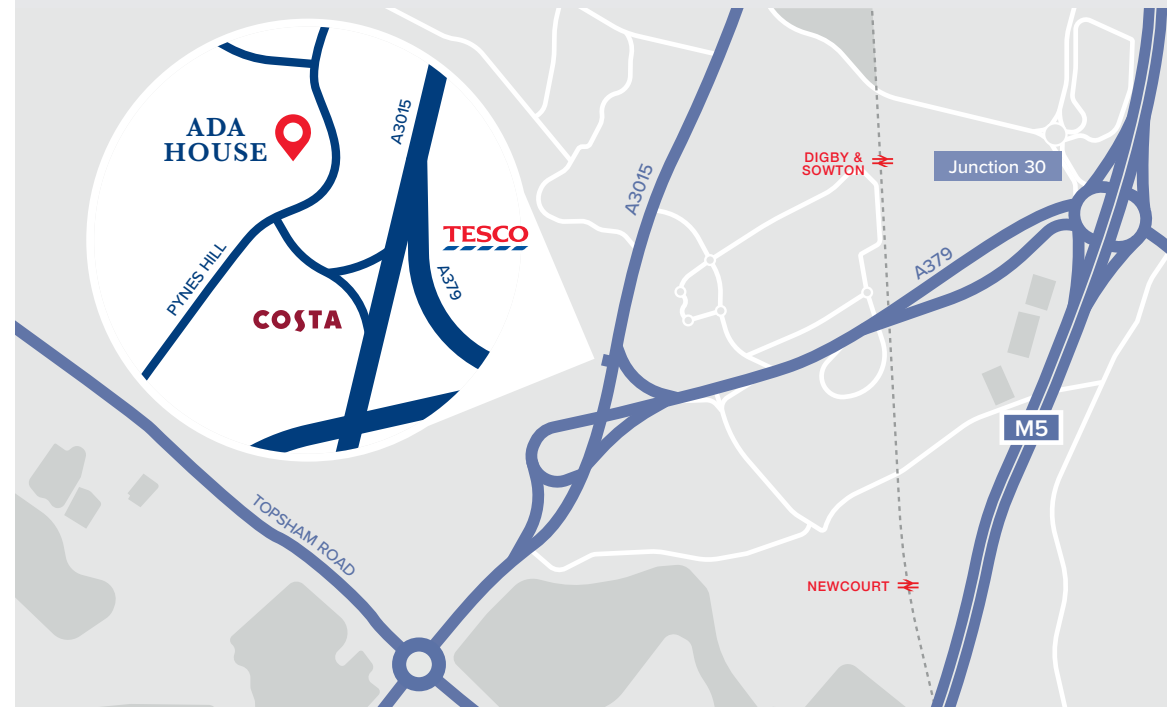 ADA
HOUSE
A3015
TESCO
A379
PYNES HILL
COSTA
A3015
DIGBY &
SOWTON
Junction 30
A379
M5
TOPSHAM ROAD
NEWCOURT